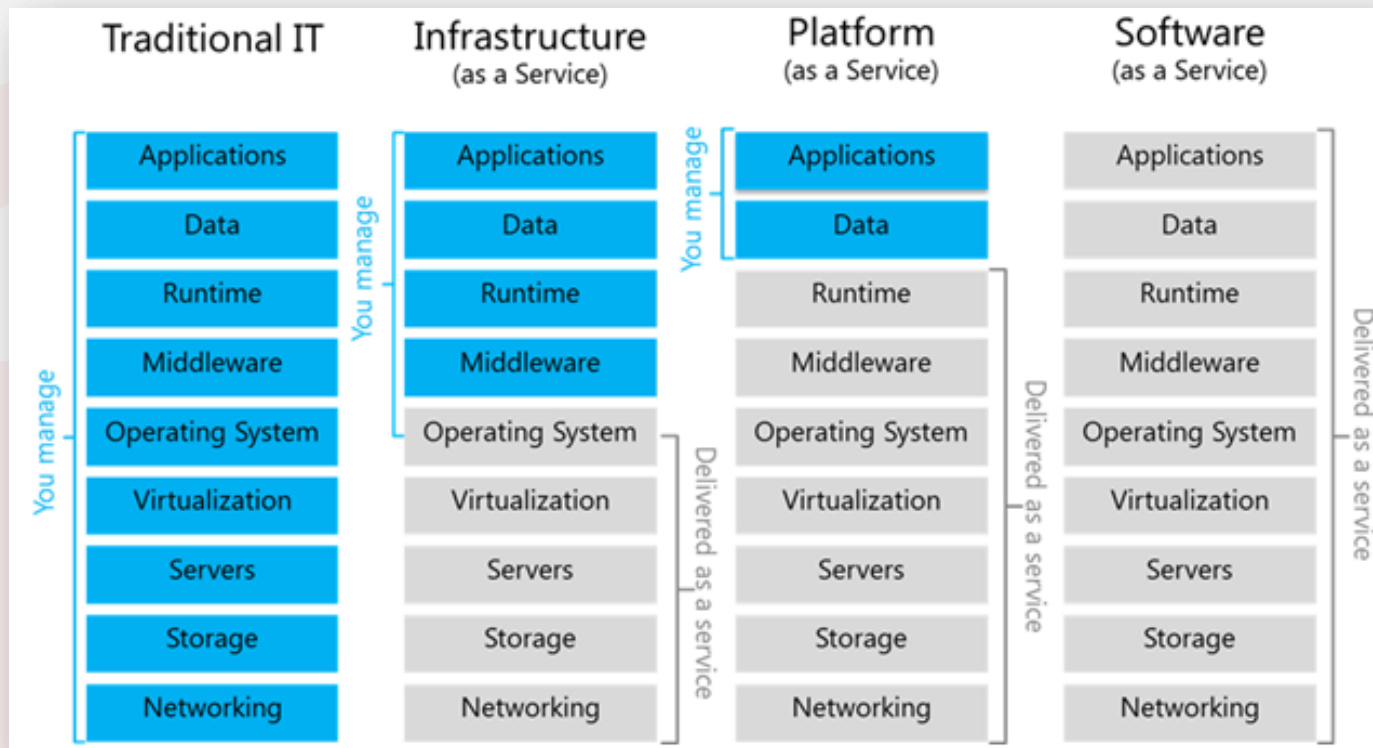 Traditional IT
Infrastructure
(as a Service)
Platform
(as a Service)
Software
(as a Service)
You manage
Applications
Data
Runtime
Middleware
Operating System
Virtualization
Servers
Storage
Networking
You manage
Applications
Data
Runtime
Middleware
Operating System
Virtualization
Servers
Storage
Networking
Delivered as a service
You manage
Applications
Data
Runtime
Middleware
Operating System
Virtualization
Servers
Storage
Networking
Delivered as a service
Applications
Data
Runtime
Middleware
Operating System
Virtualization
Servers
Storage
Networking
Delivered as a service